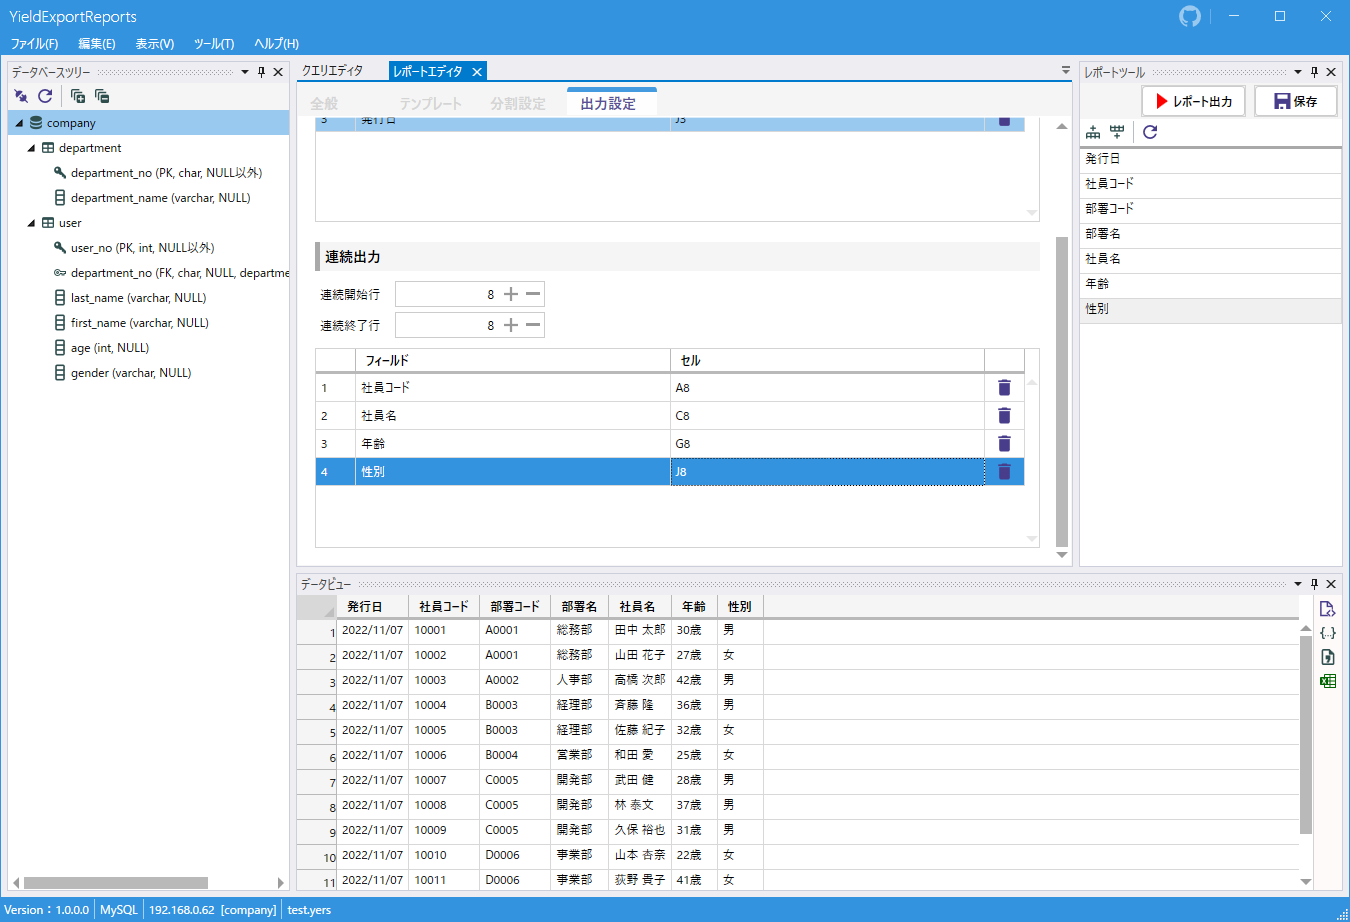 YieldExportReports
ファイル(F) 編集(E) 表示(V) ツール(T) ヘルプ(H)
データベースツリー
company
department
department_no (PK, char, NULL以外)
department_name (varchar, NULL)
user
user_no (PK, int, NULL以外)
department_no (FK, char, NULL, departme
last_name (varchar, NULL)
first_name (varchar, NULL)
age (int, NULL)
gender (varchar, NULL)
クエリエディタ レポートエディタ
全般 テンプレート 分割設定 出力設定
3 発行日 J3
連続出力
連続開始行 8
連続終了行 8
フィールド セル
1 社員コード A8
2 社員名 C8
3 年齢 G8
4 性別 J8
レポートツール
レポート出力 保存
発行日
社員コード
部署コード
部署名
社員名
年齢
性別
データビュー
発行日 社員コード 部署コード 部署名 社員名 年齢 性別
1 2022/11/07 10001 A0001 総務部 田中 太郎 30歳 男
2 2022/11/07 10002 A0001 総務部 山田 花子 27歳 女
3 2022/11/07 10003 A0002 人事部 高橋 次郎 42歳 男
4 2022/11/07 10004 B0003 経理部 斉藤 隆 36歳 男
5 2022/11/07 10005 B0003 経理部 佐藤 紀子 32歳 女
6 2022/11/07 10006 B0004 営業部 和田 愛 25歳 女
7 2022/11/07 10007 C0005 開発部 武田 健 28歳 男
8 2022/11/07 10008 C0005 開発部 林 泰文 37歳 男
9 2022/11/07 10009 C0005 開発部 久保 裕也 31歳 男
10 2022/11/07 10010 D0006 事業部 山本 杏奈 22歳 女
11 2022/11/07 10011 D0006 事業部 荻野 貴子 41歳 女
Version：1.0.0.0 MySQL 192.168.0.62 [company] test.yers